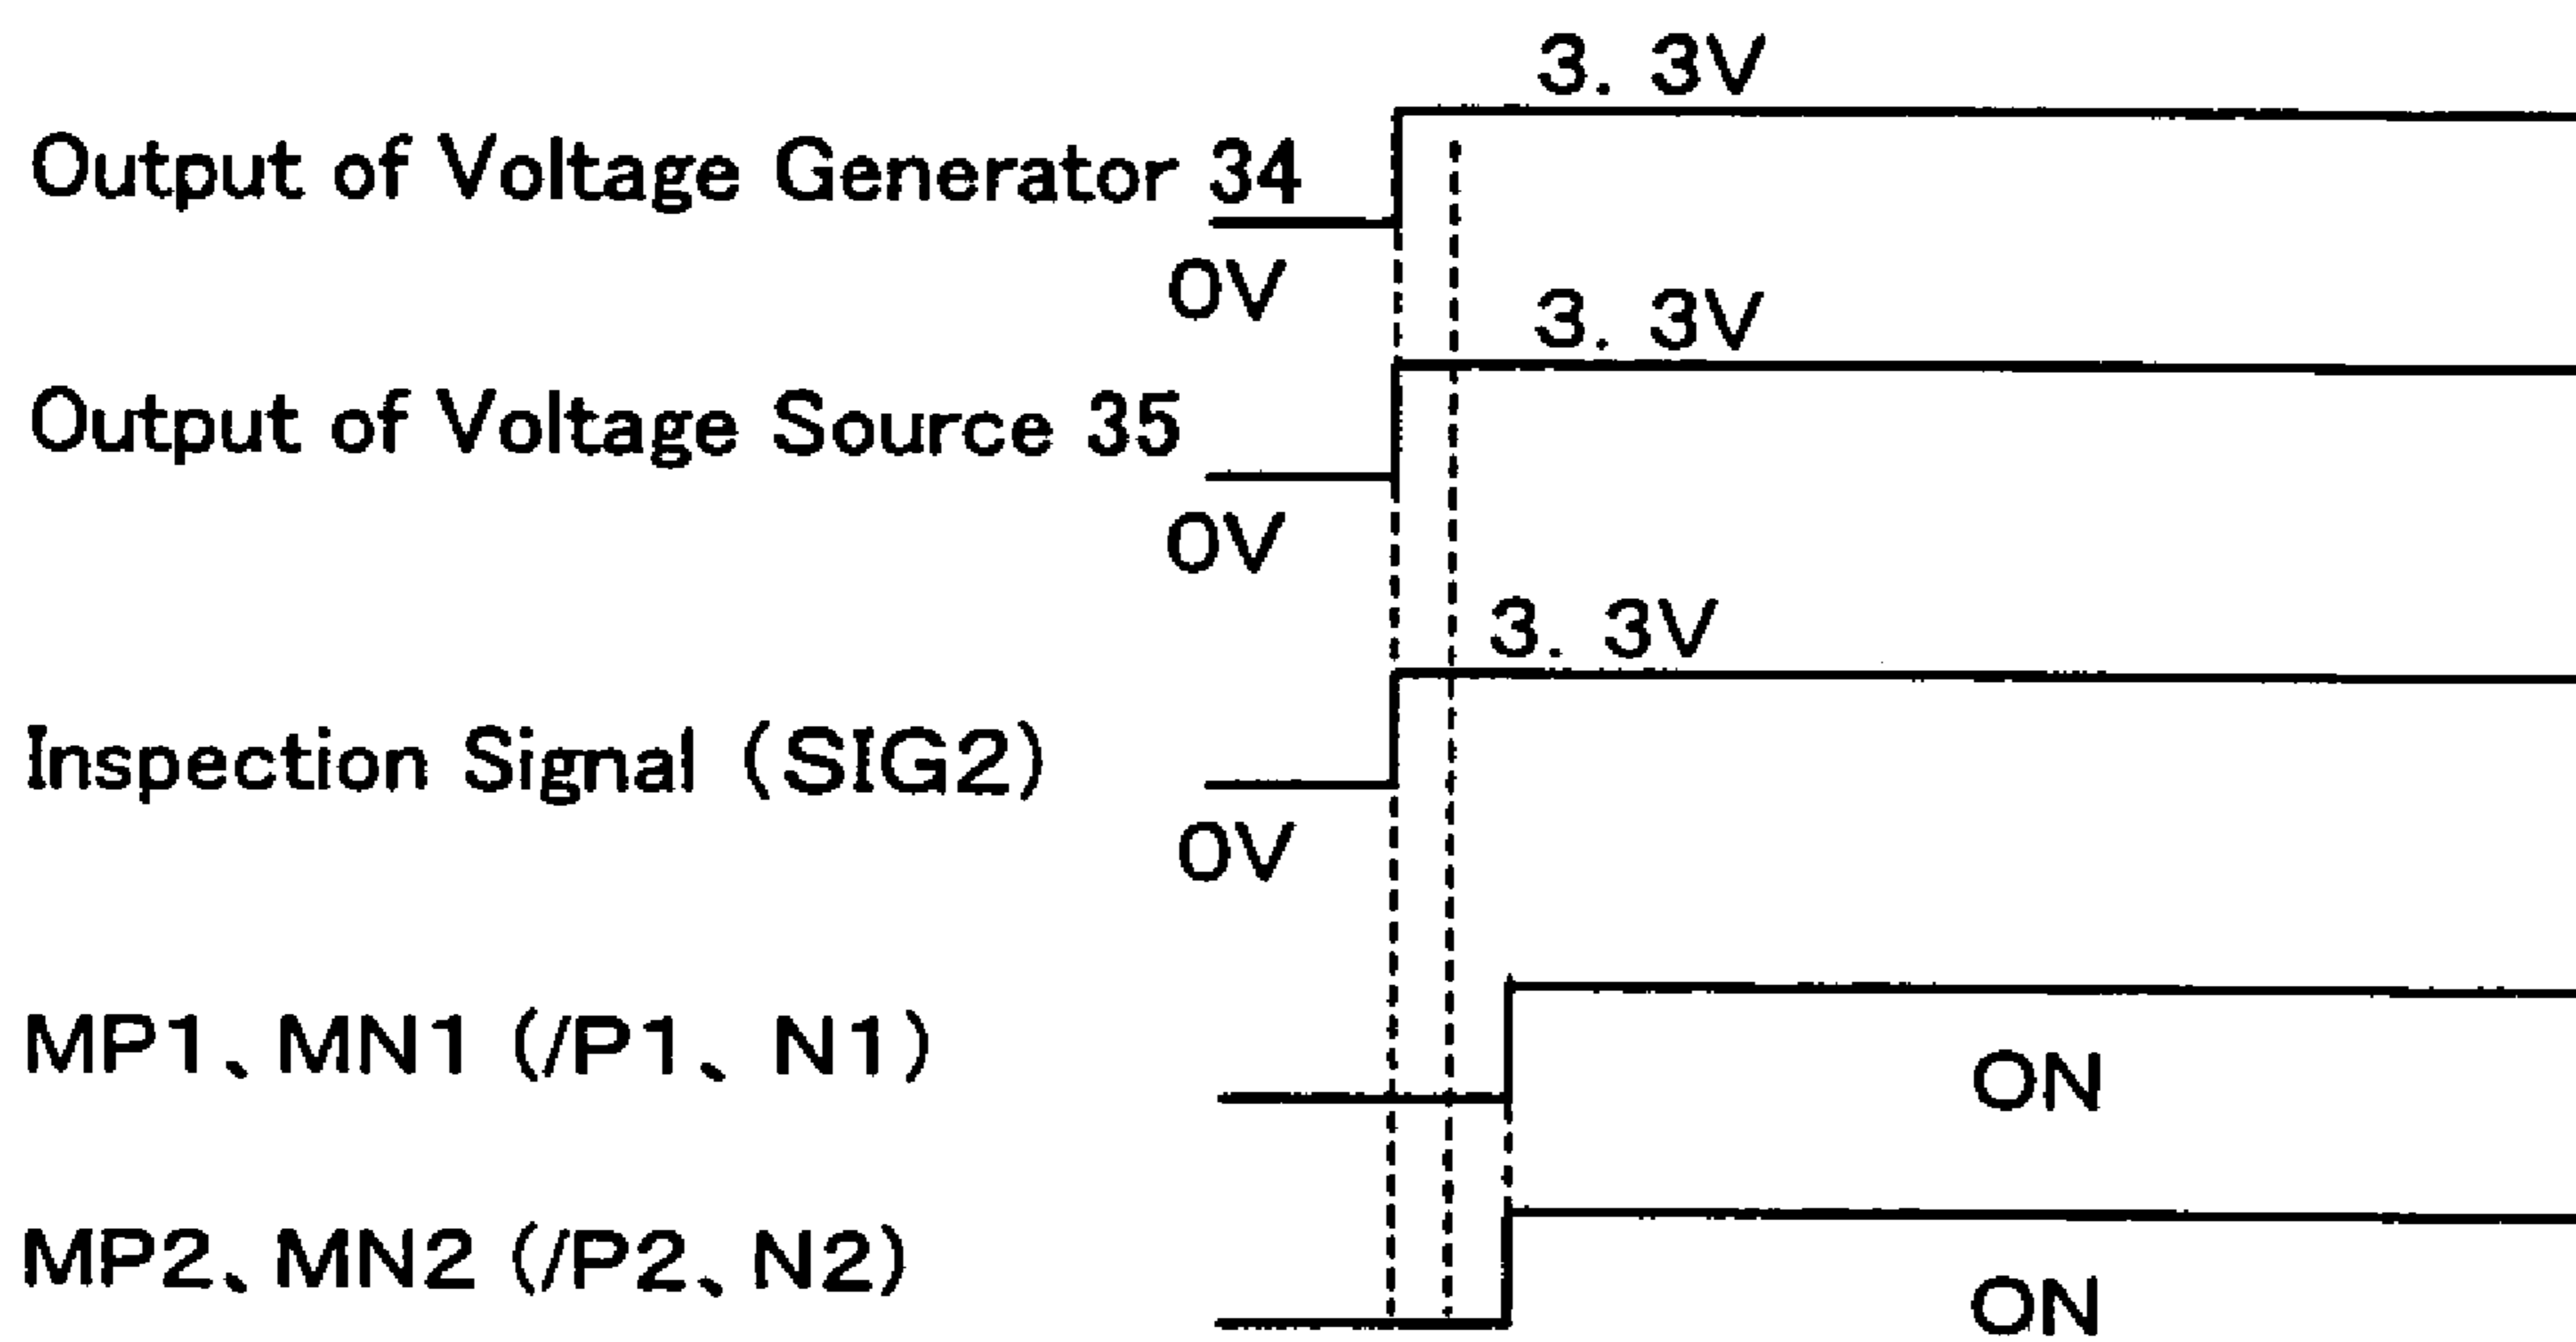 3. 3V
Output of Voltage Generator 34
0V
3. 3V
Output of Voltage Source 35
0V
3. 3V
Inspection Signal (SIG2)
0V
MP1、MN1 (/P1、N1)
ON
MP2、MN2 (/P2、N2)
ON